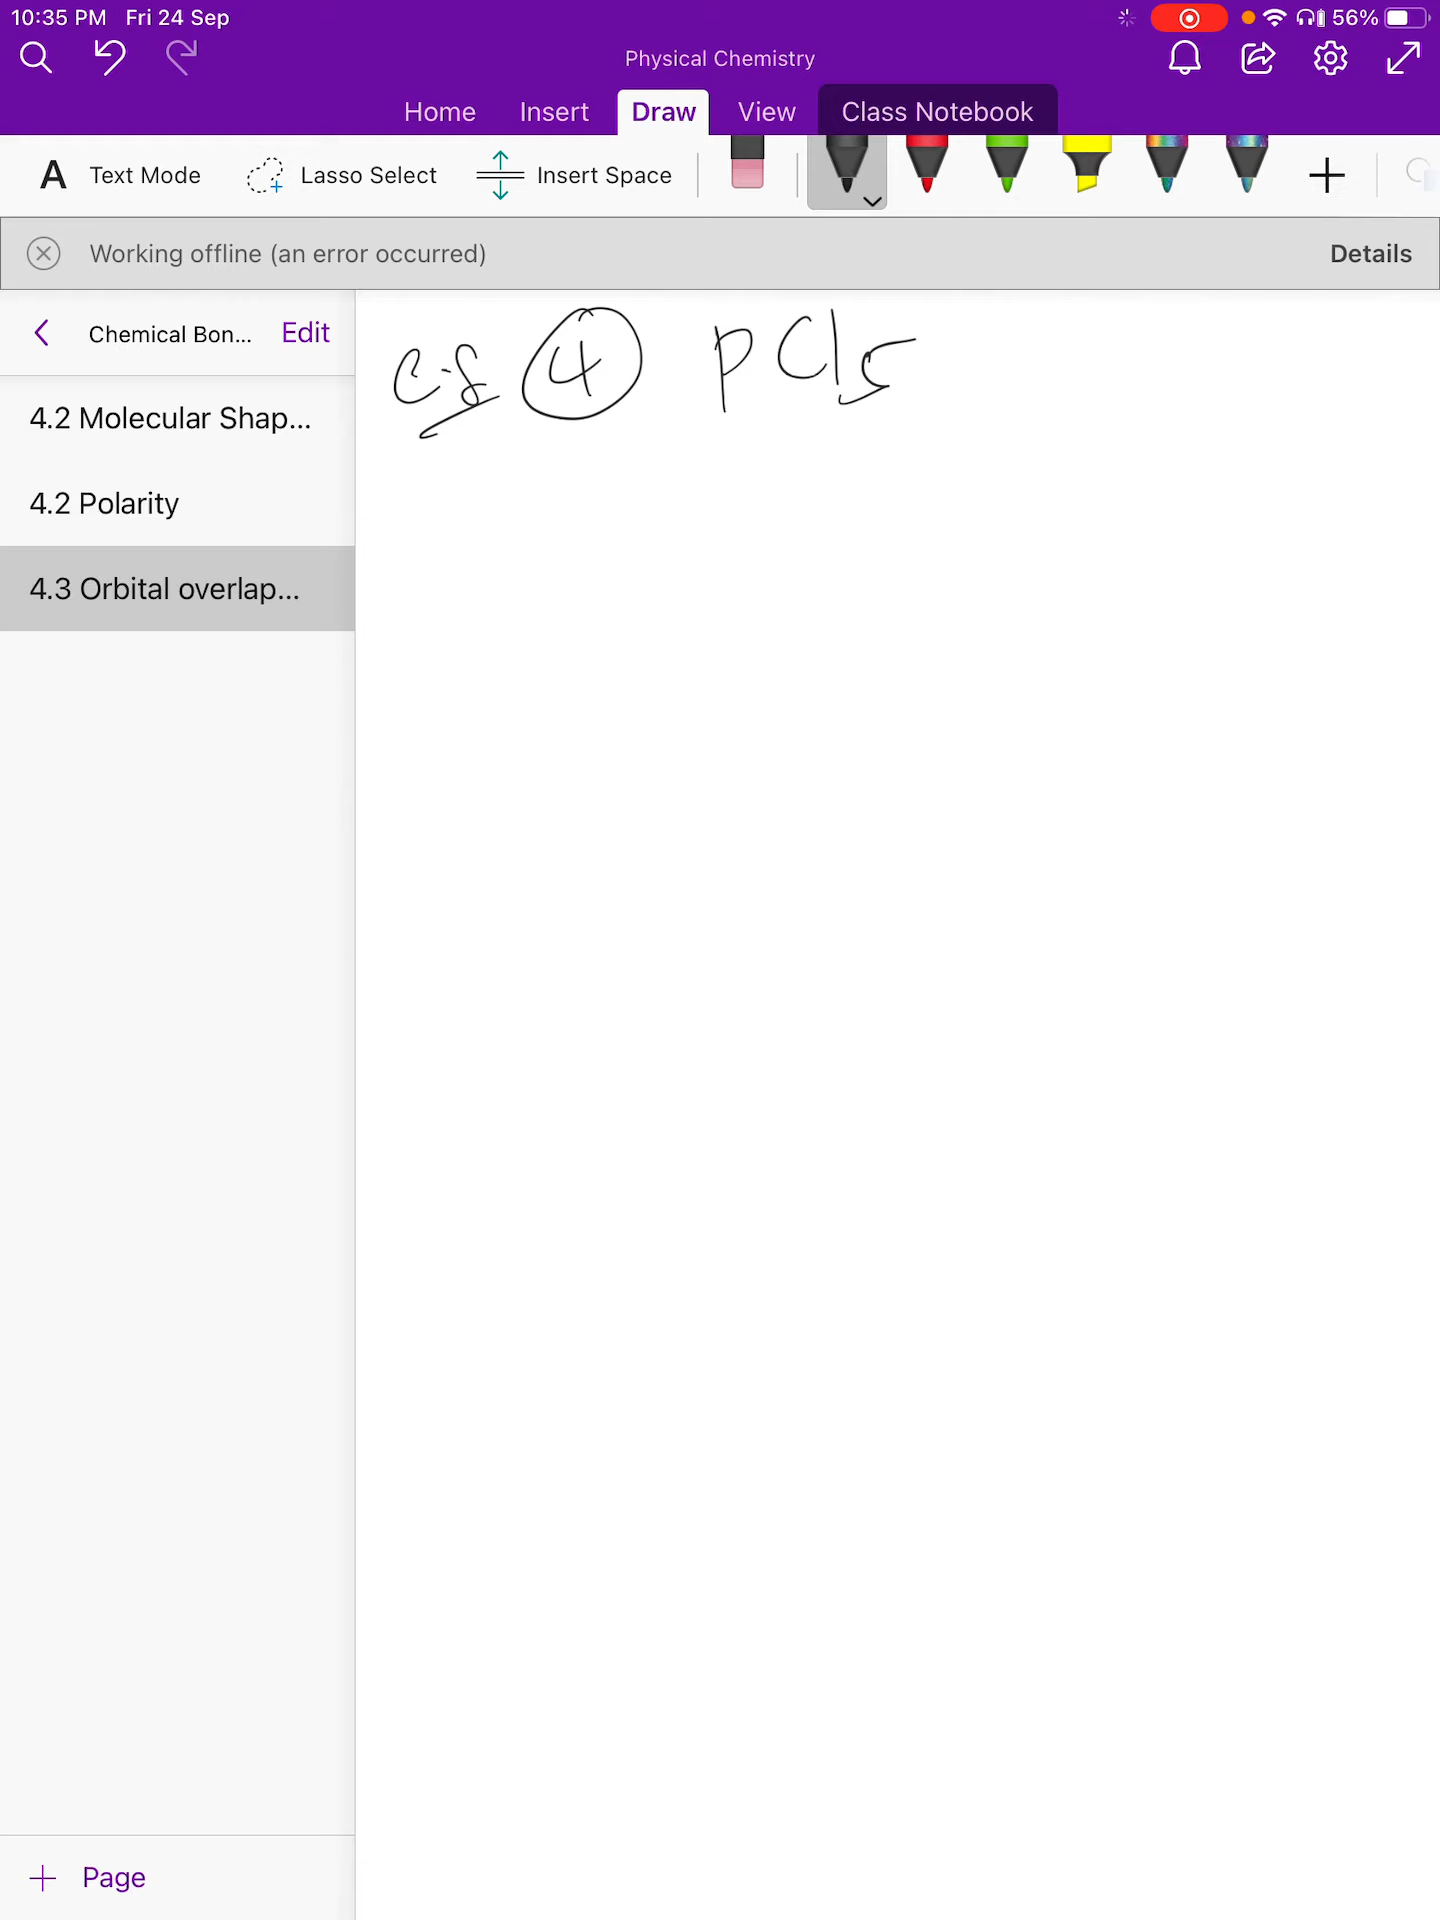 10:35 PM Fri 24 Sep 56%
Physical Chemistry
Home Insert Draw View Class Notebook
A Text Mode Lasso Select Insert Space
Working offline (an error occurred) Details
Chemical Bon... Edit
e.g 4 PCl5
4.2 Molecular Shap...
4.2 Polarity
4.3 Orbital overlap...
+ Page